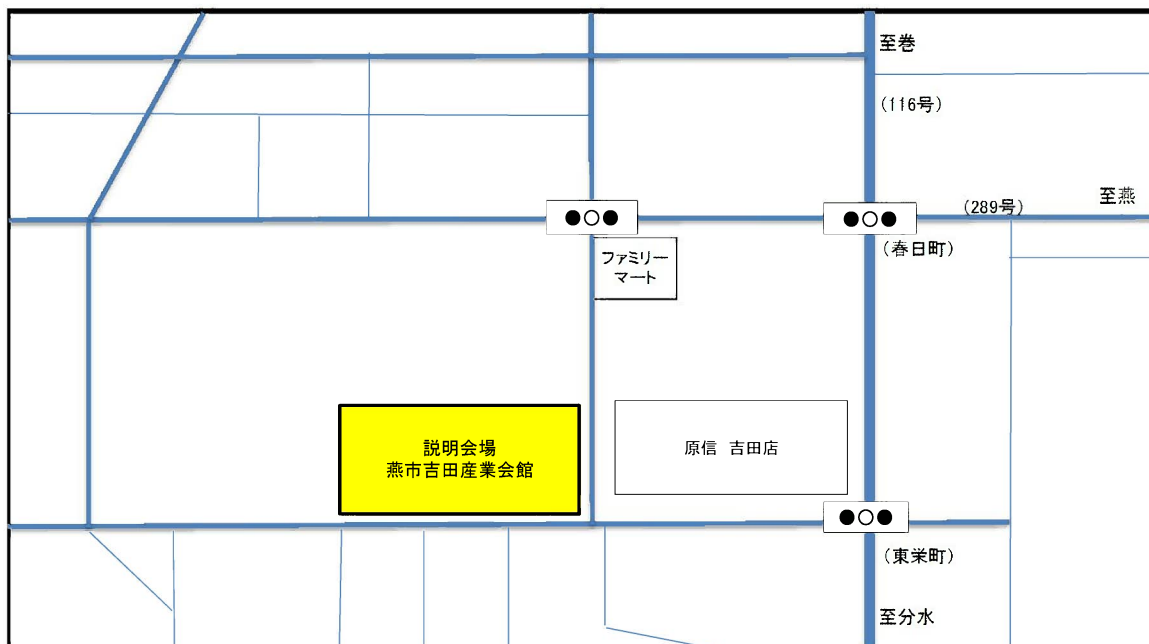 至巻
(116号)
至燕
(289号)
(春日町)
ファミリー
マート
説明会場
燕市吉田産業会館
原信 吉田店
(東栄町)
至分水